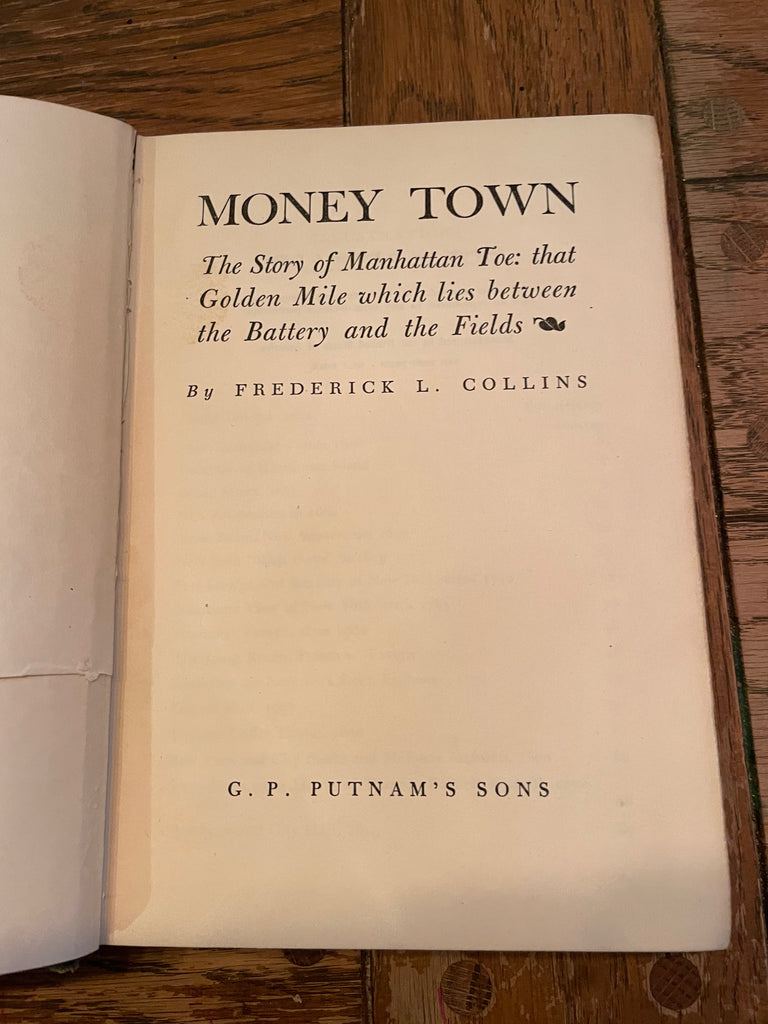 MONEY TOWN
The Story of Manhattan Toe: that
Golden Mile which lies between
the Battery and the Fields
By FREDERICK L. COLLINS
G. P. PUTNAM'S SONS